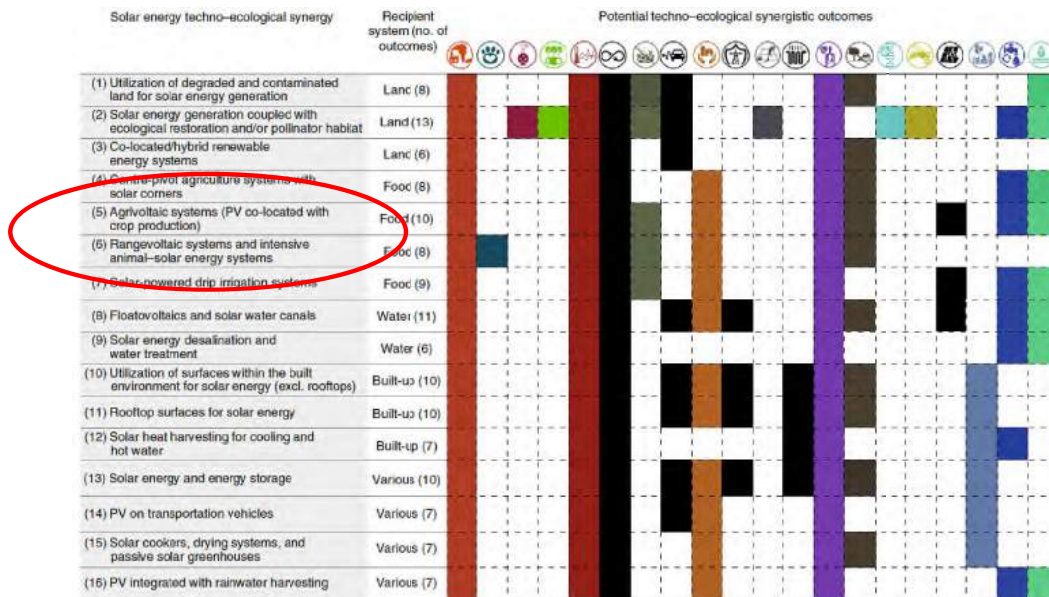 Solar energy techno–ecological synergy
Recipient
system (no. of
outcomes)
Potential techno–ecological synergistic outcomes
(1) Utilization of degraded and contaminated
land for solar energy generation
Land (8)
(2) Solar energy generation coupled with
ecological restoration and/or pollinator habitat
Land (13)
(3) Co-located/hybrid renewable
energy systems
Land (6)
(4) Centre-pivot agriculture systems with
solar corners
Food (8)
(5) Agrivoltaic systems (PV co-located with
crop production)
Food (10)
(6) Rangevoltaic systems and intensive
animal–solar energy systems
Food (8)
(7) Solar-powered drip irrigation systems
Food (9)
(8) Floatovoltaics and solar water canals
Water (11)
(9) Solar energy desalination and
water treatment
Water (6)
(10) Utilization of surfaces within the built
environment for solar energy (excl. rooftops)
Built-up (10)
(11) Rooftop surfaces for solar energy
Built-up (10)
(12) Solar heat harvesting for cooling and
hot water
Built-up (7)
(13) Solar energy and energy storage
Various (10)
(14) PV on transportation vehicles
Various (7)
(15) Solar cookers, drying systems, and
passive solar greenhouses
Various (7)
(16) PV integrated with rainwater harvesting
Various (7)